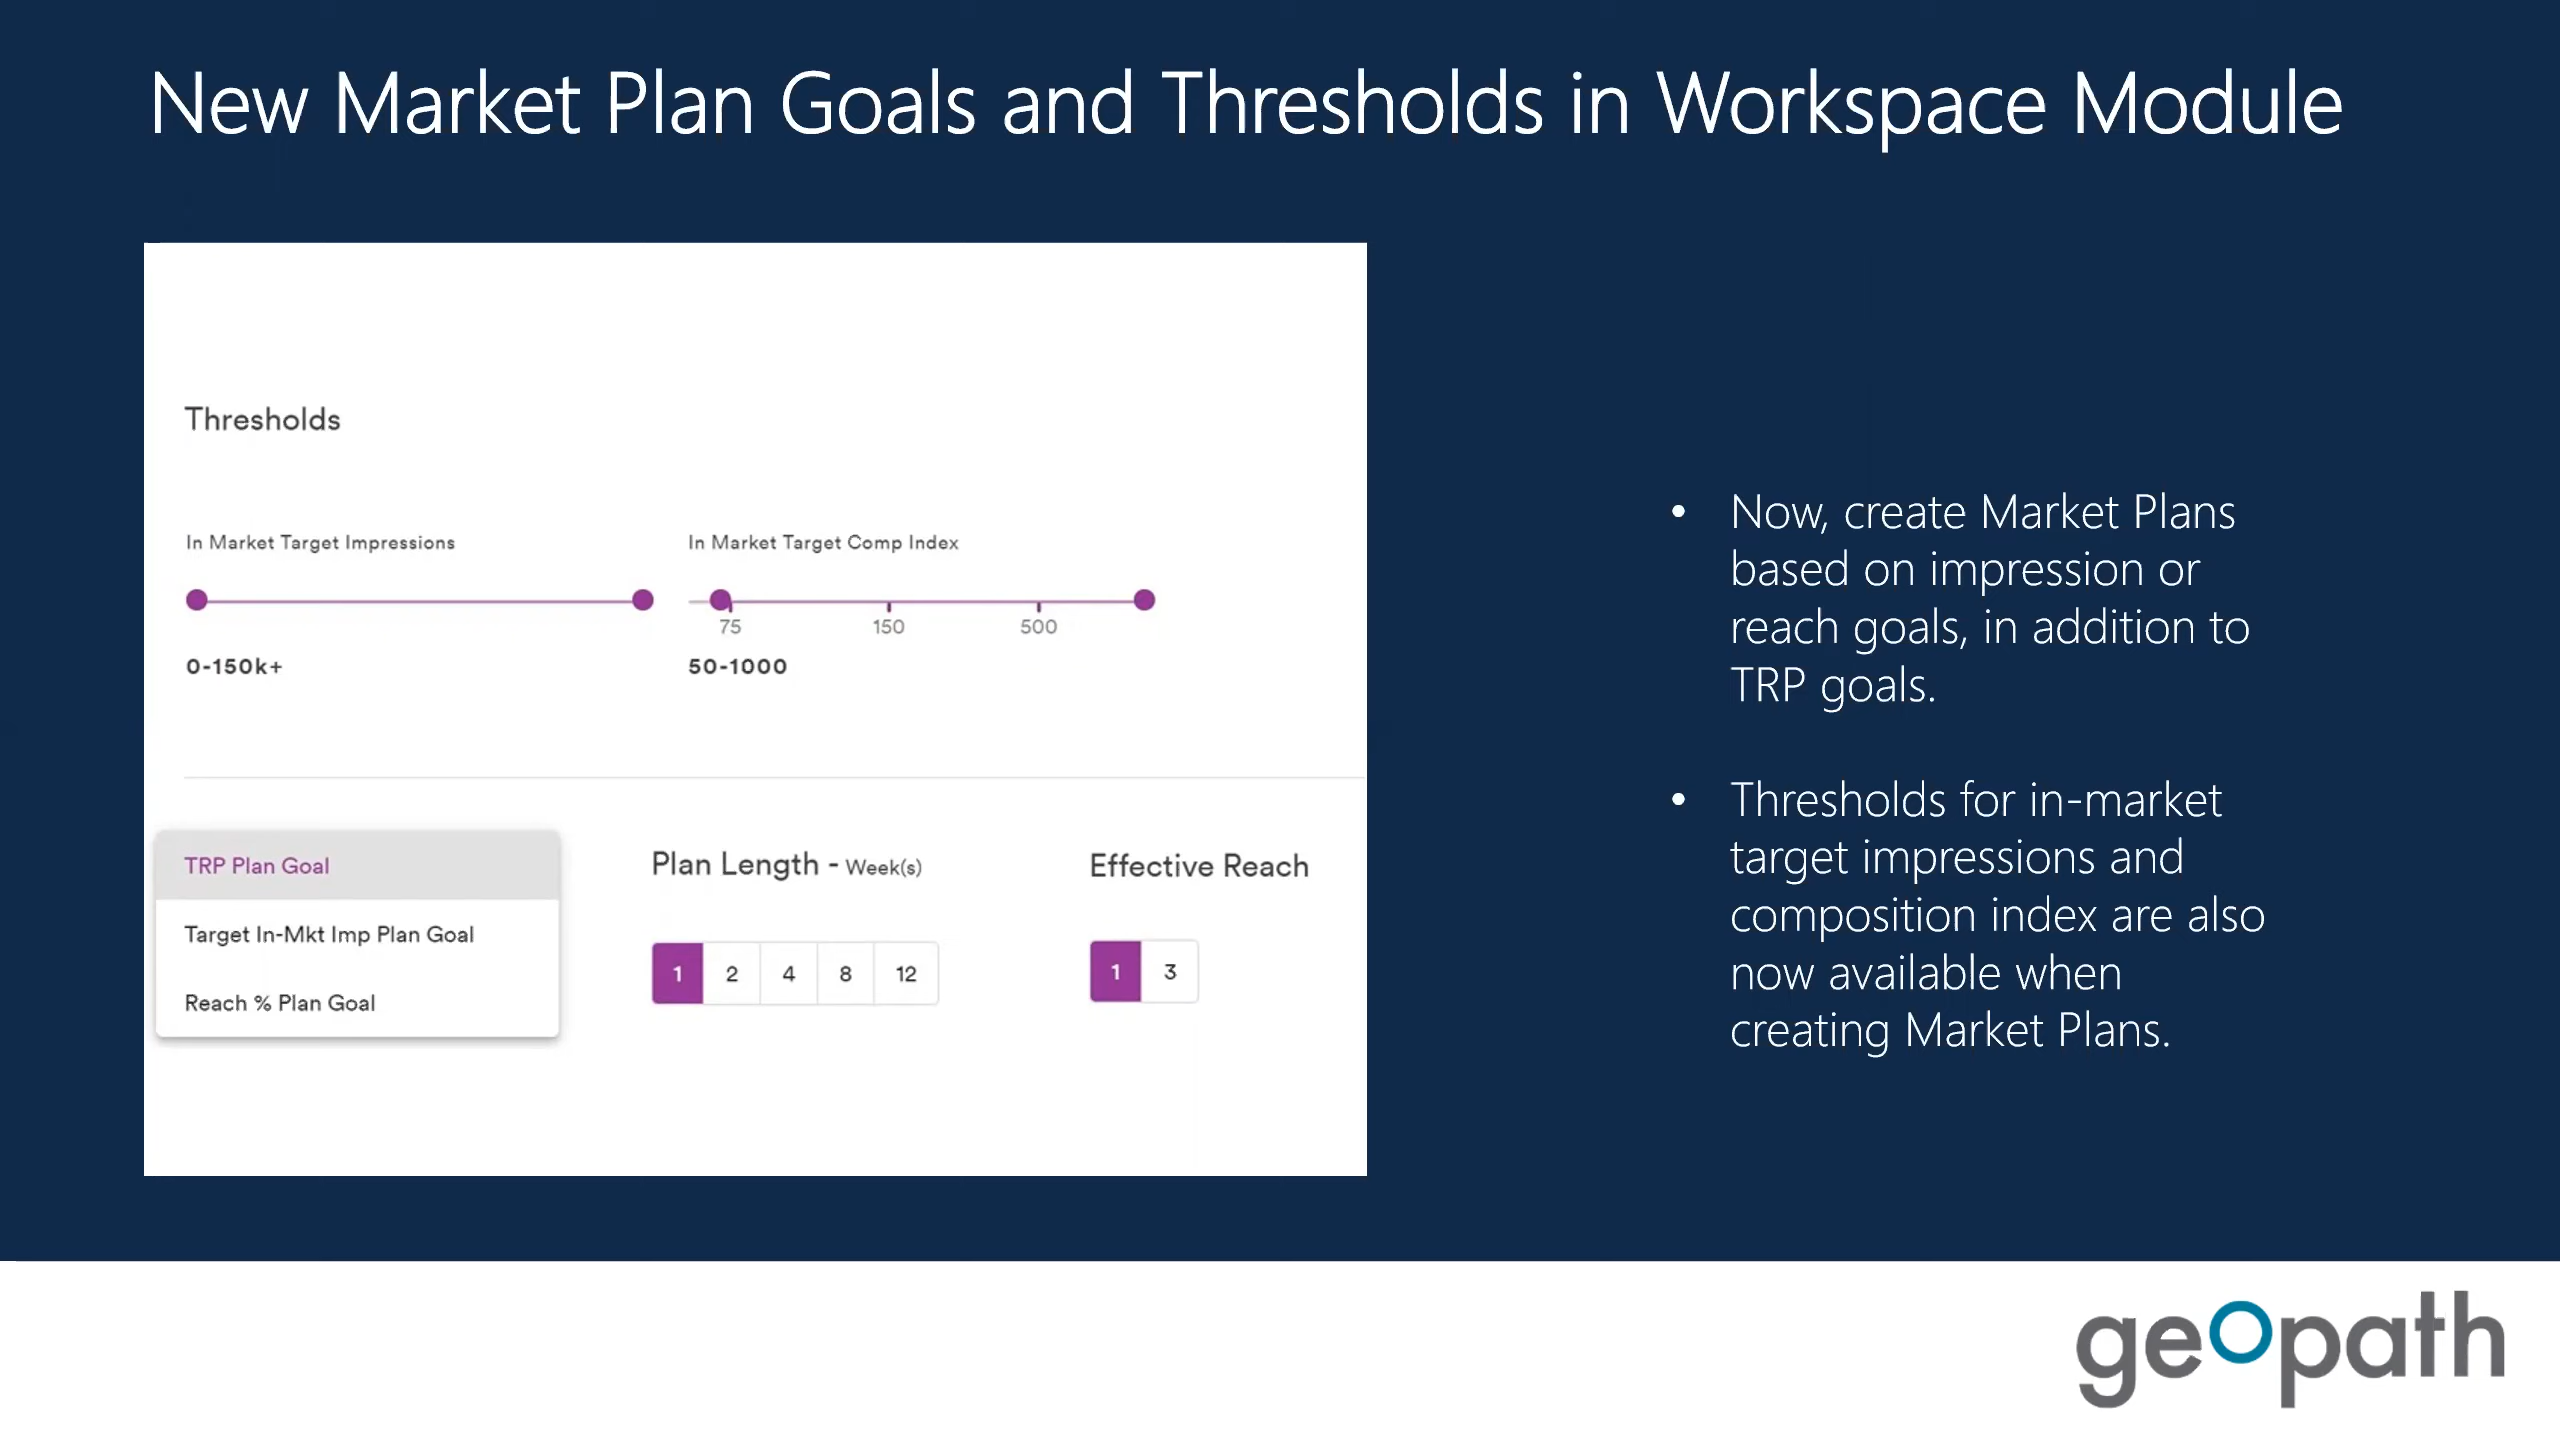 New Market Plan Goals and Thresholds in Workspace Module
Thresholds
In Market Target Impressions
0-150k+
In Market Target Comp Index
75 150 500
50-1000
TRP Plan Goal
Target In-Mkt Imp Plan Goal
Reach % Plan Goal
Plan Length - Week(s)
1 2 4 8 12
Effective Reach
1 3
• Now, create Market Plans
based on impression or
reach goals, in addition to
TRP goals.
• Thresholds for in-market
target impressions and
composition index are also
now available when
creating Market Plans.
geopath